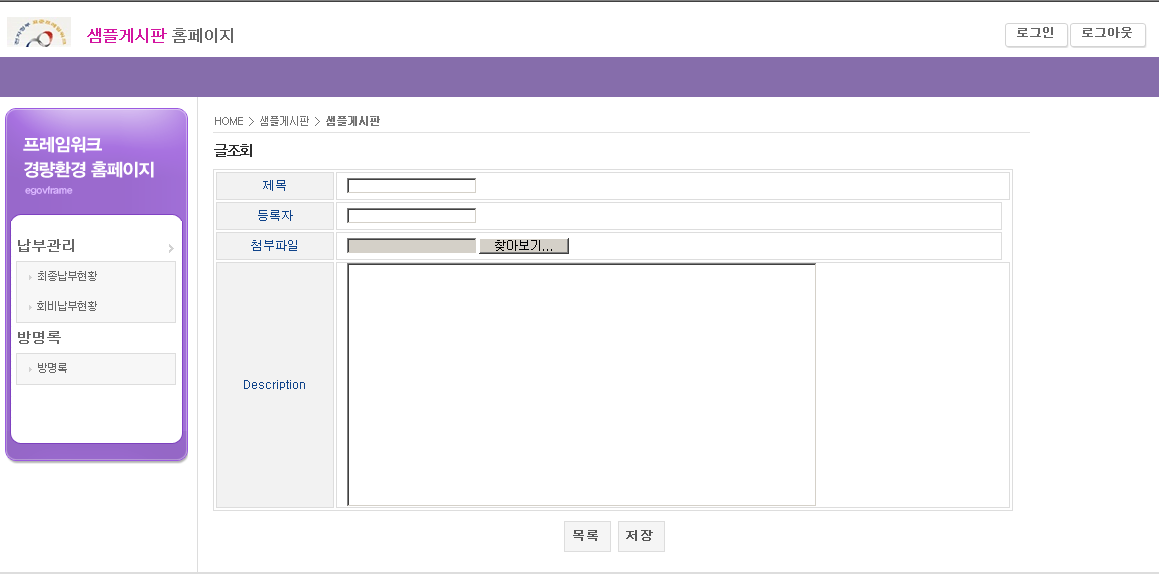 샘플게시판 홈페이지
로그인 로그아웃
프레임워크
경량환경 홈페이지
egovframe
납부관리
최종납부현황
회비납부현황
방명록
방명록
HOME > 샘플게시판 > 샘플게시판
글조회
제목
등록자
첨부파일 찾아보기...
Description
목록 저장